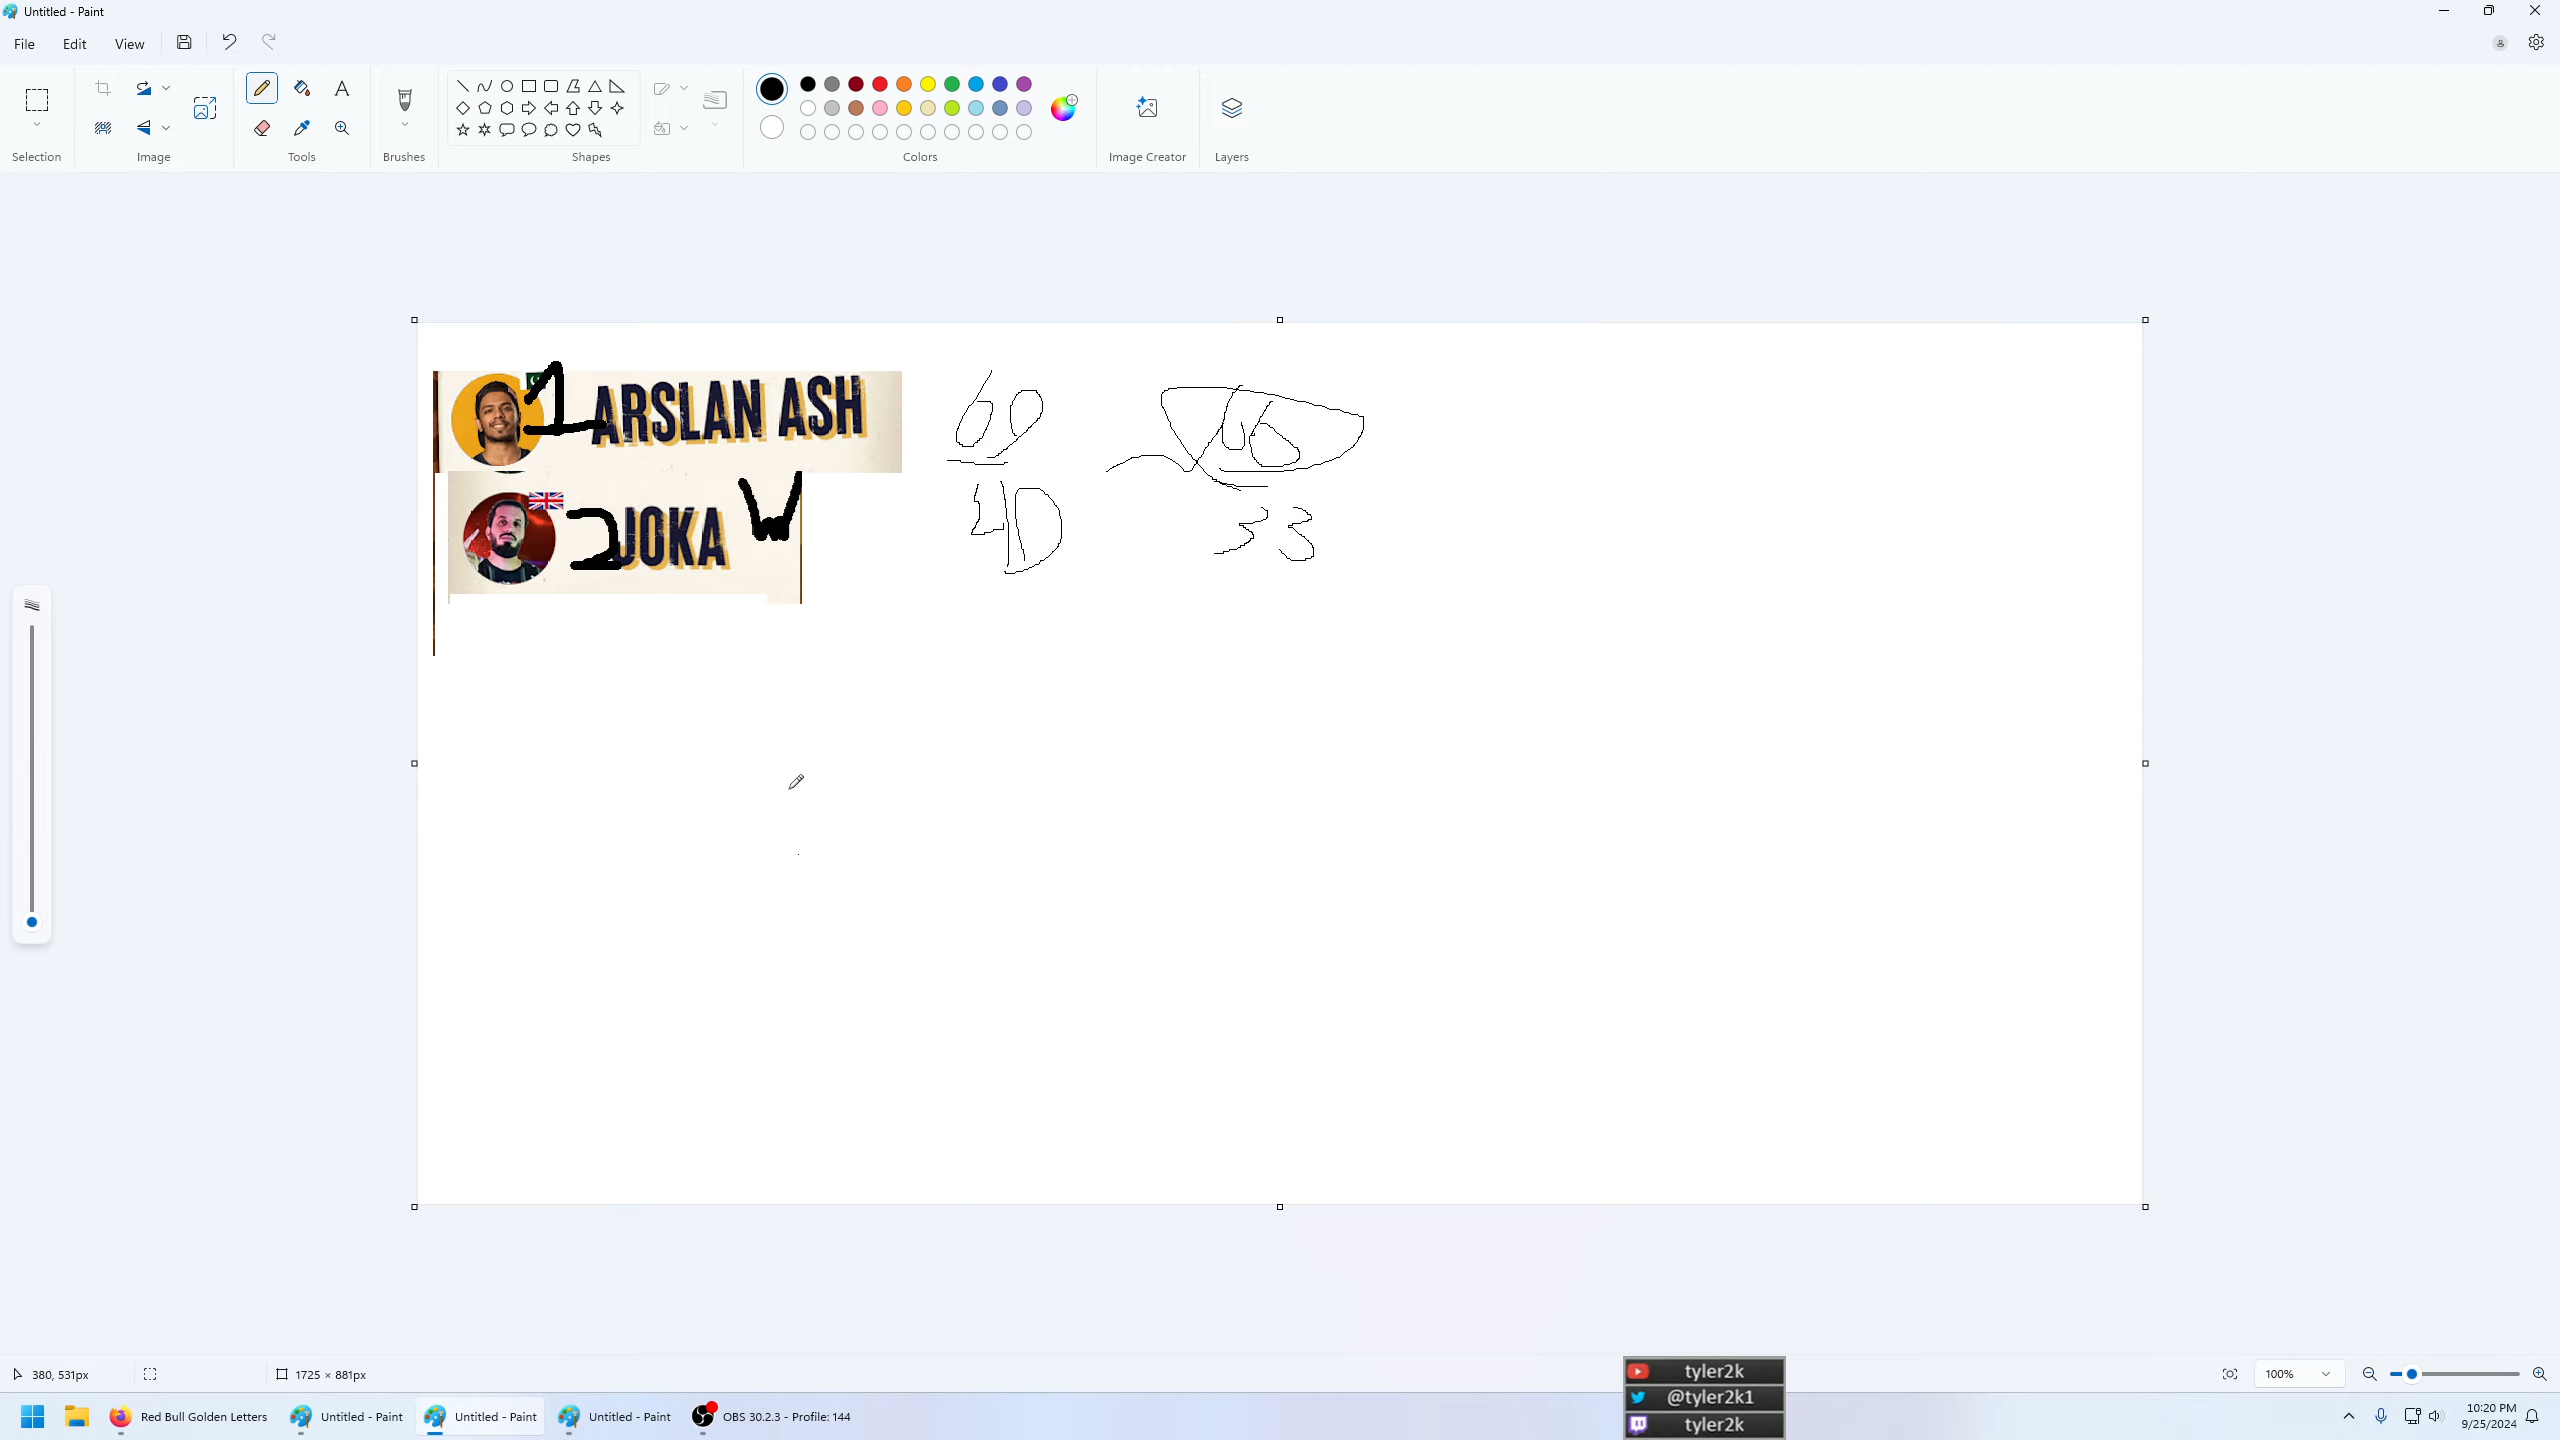 Untitled - Paint
File Edit View
Selection Image Tools Brushes Shapes Colors Image Creator Layers
1 ARSLAN ASH 60 66
2 JOKA W 40 33
380, 531px 1725 × 881px 100%
tyler2k
@tyler2k1
tyler2k
Red Bull Golden Letters Untitled - Paint Untitled - Paint Untitled - Paint OBS 30.2.3 - Profile: 144
10:20 PM
9/25/2024